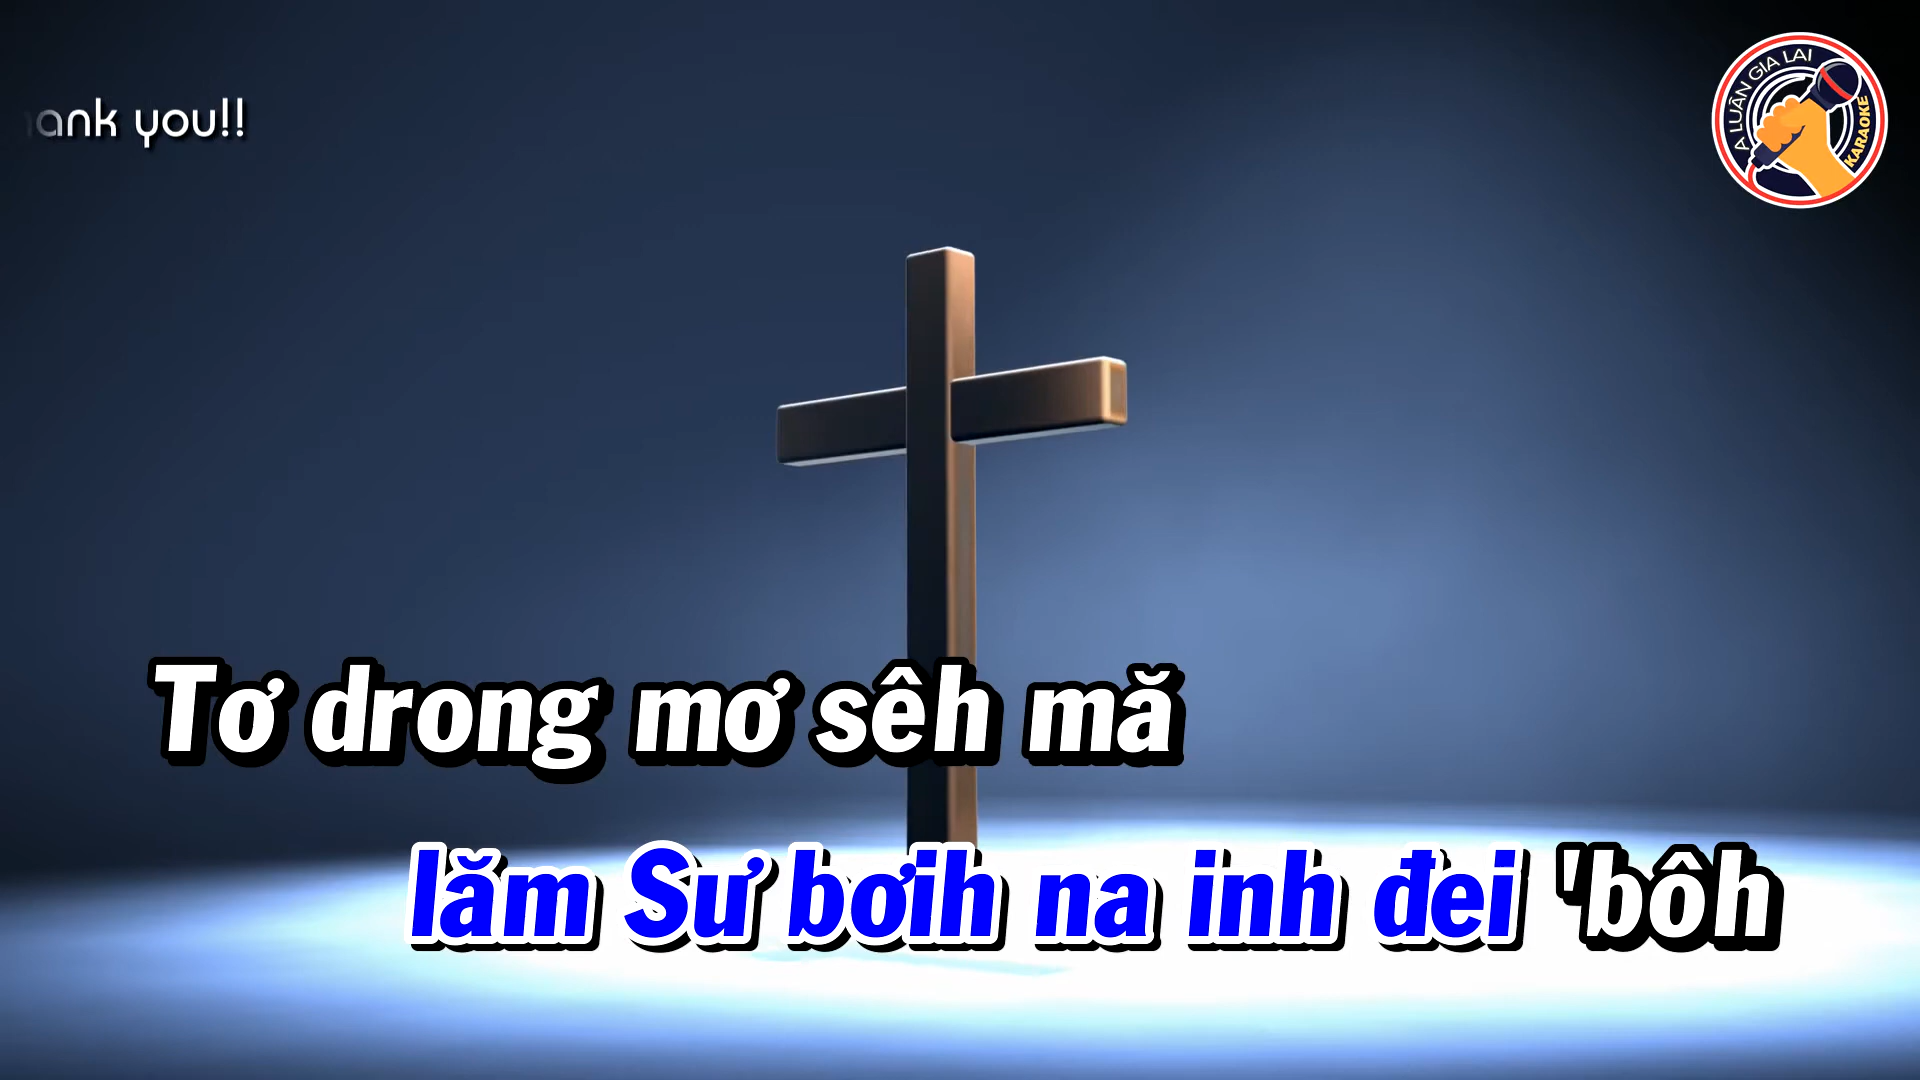 ank you!!
A LUÂN GIA LAI
KARAOKE
Tơ drong mơ sêh mă
lăm Sư bơih na inh đei 'bôh